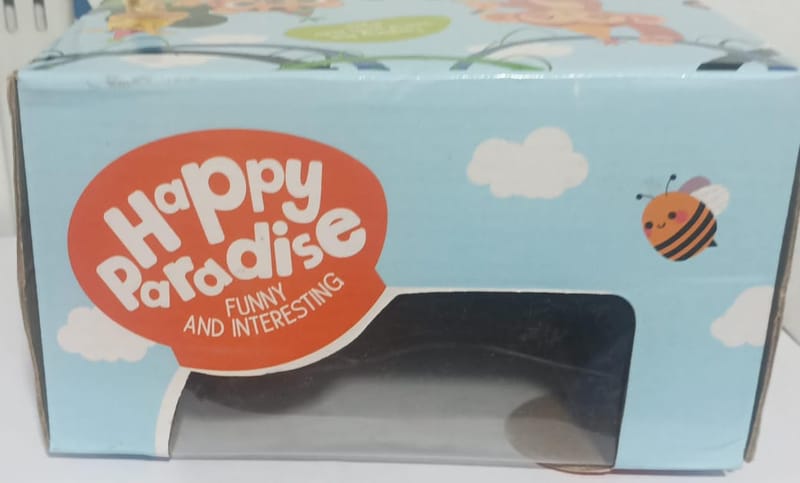 Happy
Paradise
FUNNY
AND INTERESTING